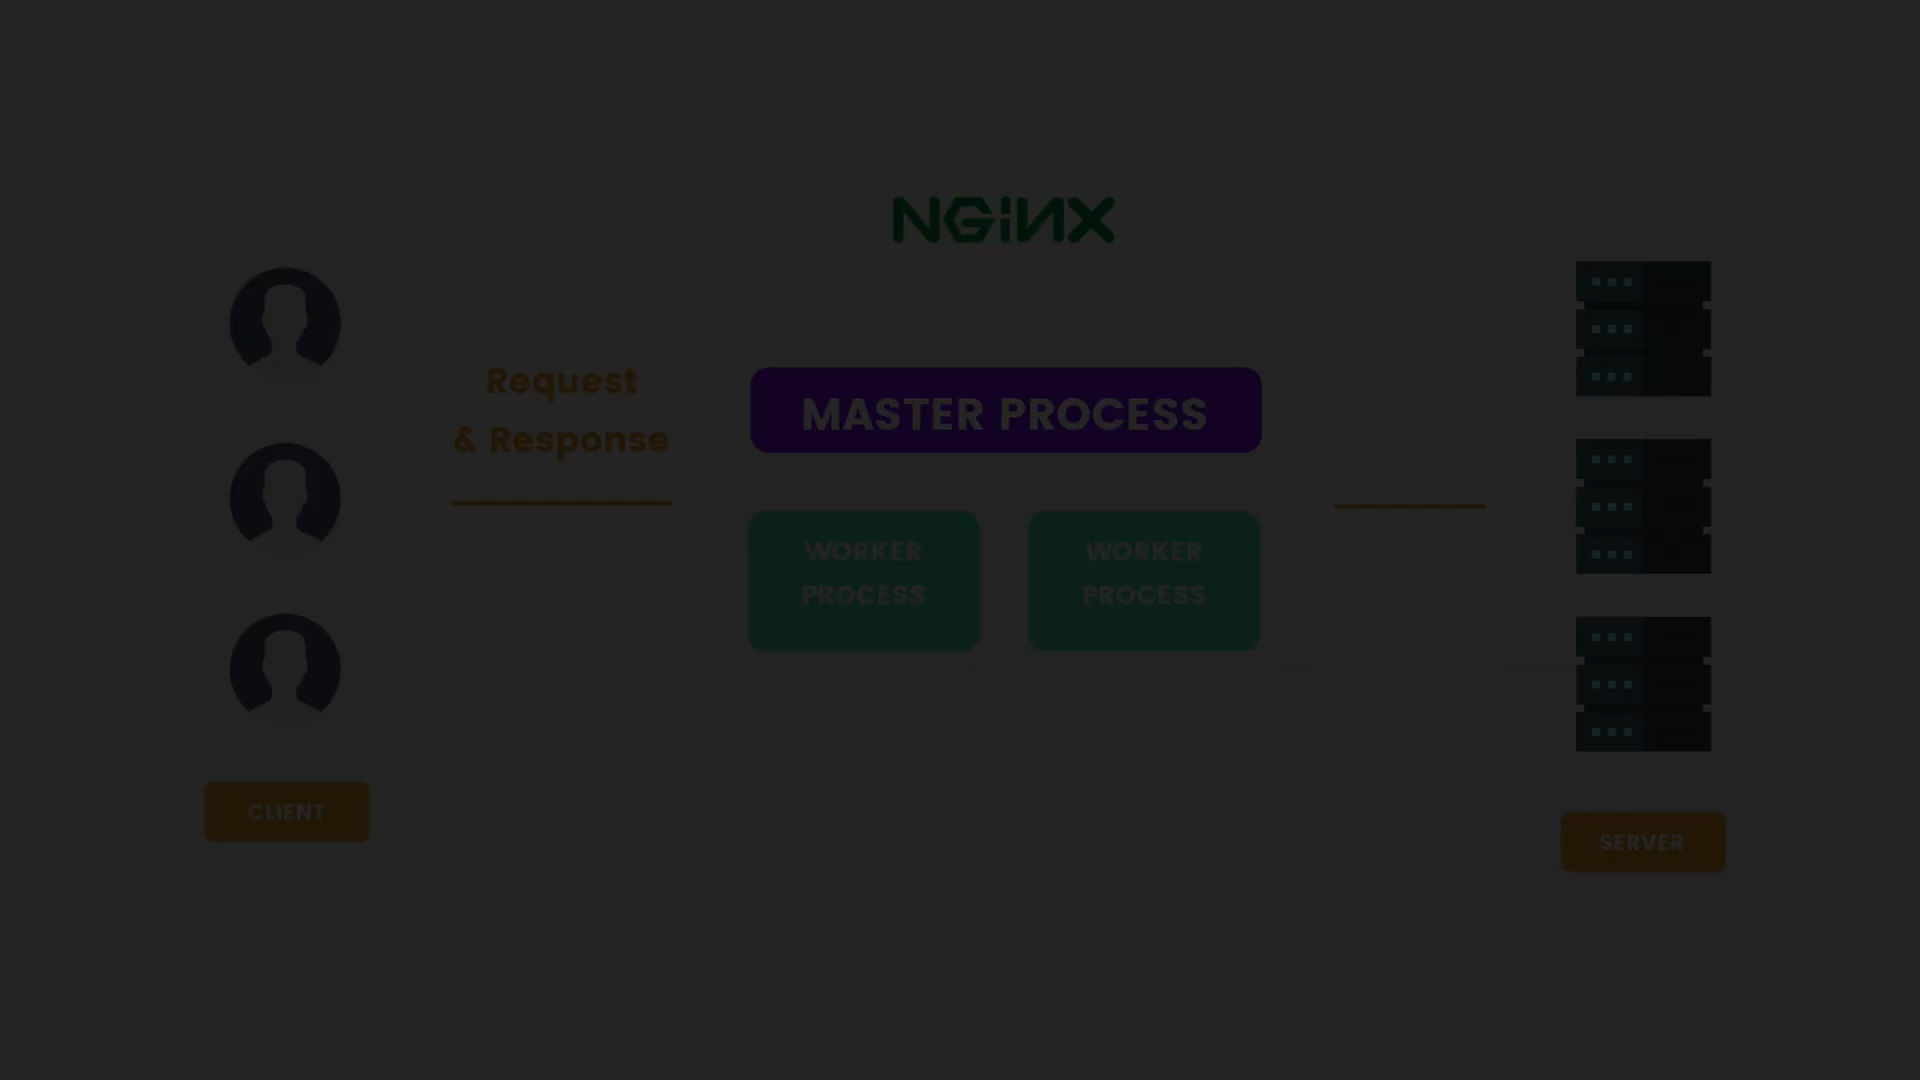 NGiNX
Request
& Response
MASTER PROCESS
WORKER
PROCESS
WORKER
PROCESS
CLIENT
SERVER